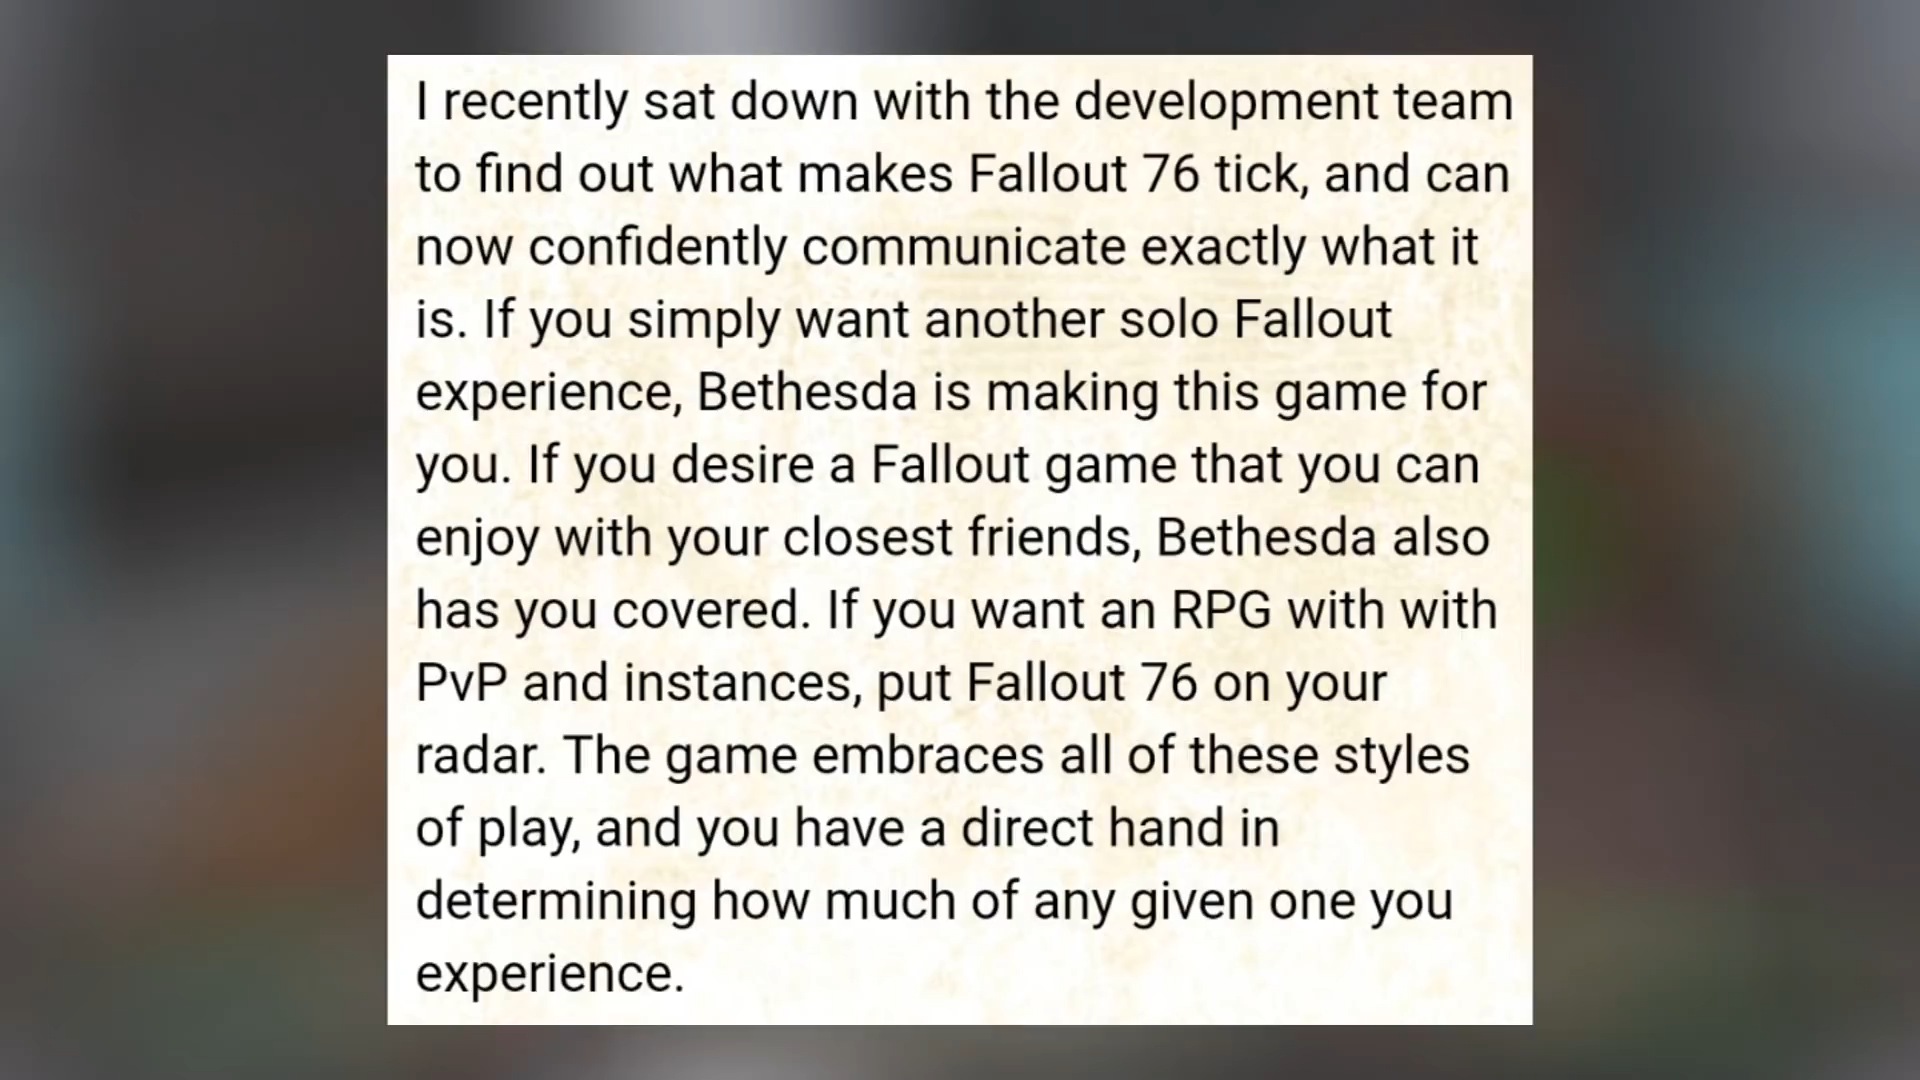 I recently sat down with the development team
to find out what makes Fallout 76 tick, and can
now confidently communicate exactly what it
is. If you simply want another solo Fallout
experience, Bethesda is making this game for
you. If you desire a Fallout game that you can
enjoy with your closest friends, Bethesda also
has you covered. If you want an RPG with with
PvP and instances, put Fallout 76 on your
radar. The game embraces all of these styles
of play, and you have a direct hand in
determining how much of any given one you
experience.